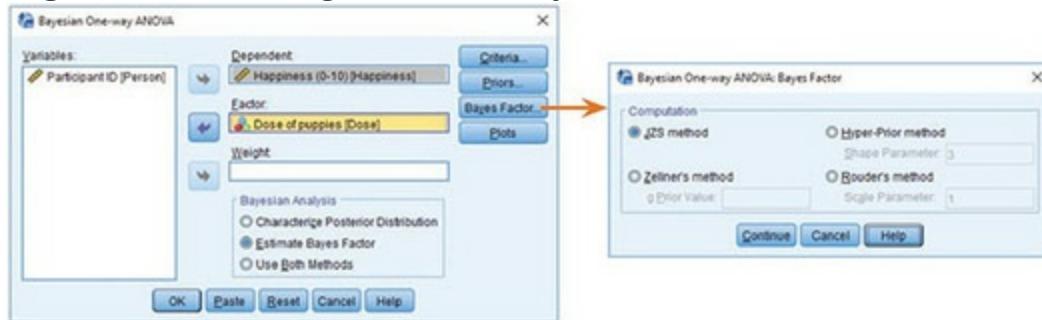 Bayesian One-way ANOVA
Variables:
Participant ID [Person]
Dependent
Happiness (0-10) [Happiness]
Factor:
Dose of puppies [Dose]
Weight:
Bayesian Analysis
Characterize Posterior Distribution
Estimate Bayes Factor
Use Both Methods
Criteria...
Priors...
Bayes Factor...
Plots
OK Paste Reset Cancel Help
Bayesian One-way ANOVA: Bayes Factor
Computation
JZS method
Hyper-Prior method
Shape Parameter: 3
Zellner's method
Rouder's method
g Prior Value:
Scale Parameter: 1
Continue Cancel Help